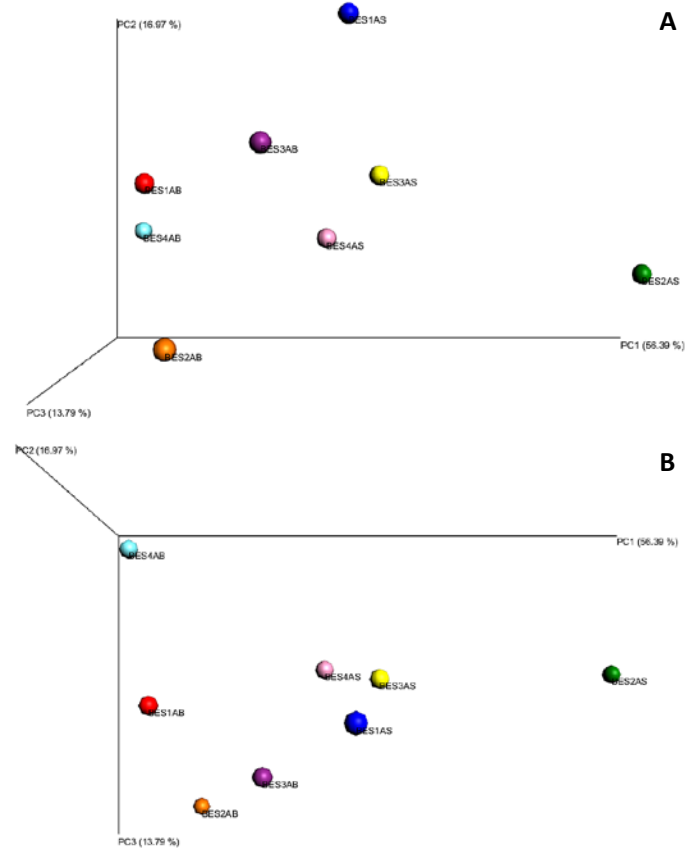 A
PC2 (16.97 %)
BES1AS
BES3AB
BES3AS
BES1AB
BES4AB
BES4AS
BES2AS
PC1 (56.39 %)
BES2AB
PC3 (13.79 %)
PC2 (16.97 %)
B
PC1 (56.39 %)
BES4AB
BES4AS
BES3AS
BES2AS
BES1AB
BES1AS
BES3AB
BES2AB
PC3 (13.79 %)